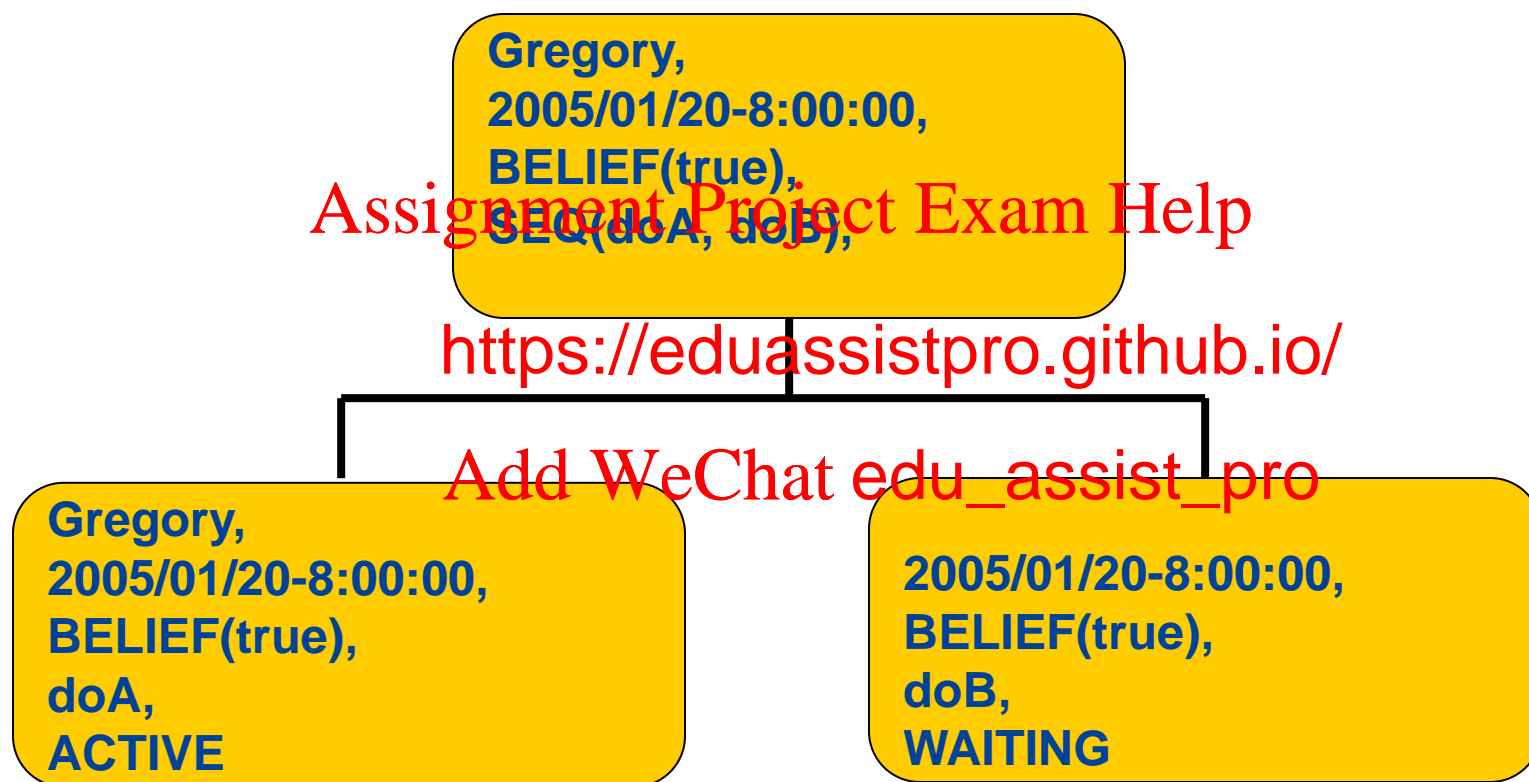 Gregory,
2005/01/20-8:00:00,
BELIEF(true),
Assignment Project Exam Help
SEQ(doA, doB),
https://eduassistpro.github.io/
Add WeChat edu_assist_pro
Gregory,
2005/01/20-8:00:00,
BELIEF(true),
doA,
ACTIVE
2005/01/20-8:00:00,
BELIEF(true),
doB,
WAITING